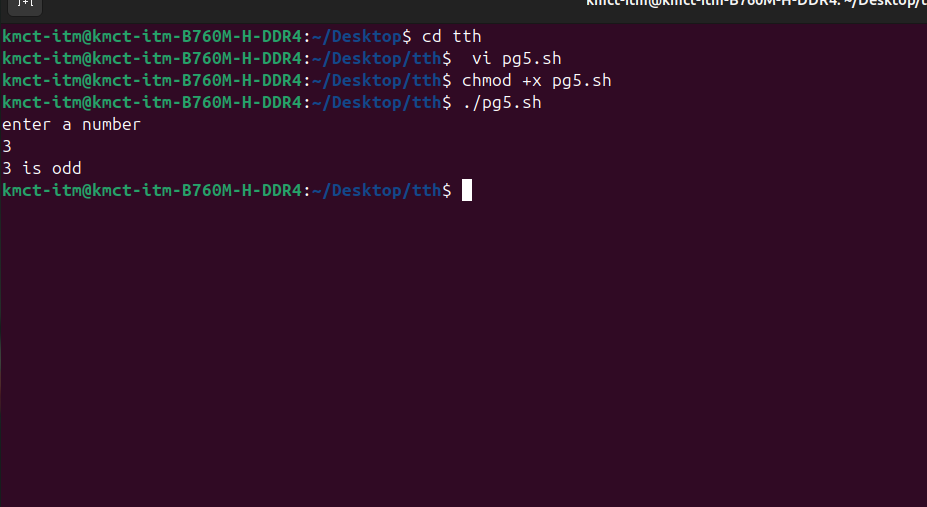 kmct-itm@kmct-itm-B760M-H-DDR4: ~/Desktop/t
kmct-itm@kmct-itm-B760M-H-DDR4:~/Desktop$ cd tth
kmct-itm@kmct-itm-B760M-H-DDR4:~/Desktop/tth$  vi pg5.sh
kmct-itm@kmct-itm-B760M-H-DDR4:~/Desktop/tth$ chmod +x pg5.sh
kmct-itm@kmct-itm-B760M-H-DDR4:~/Desktop/tth$ ./pg5.sh
enter a number
3
3 is odd
kmct-itm@kmct-itm-B760M-H-DDR4:~/Desktop/tth$